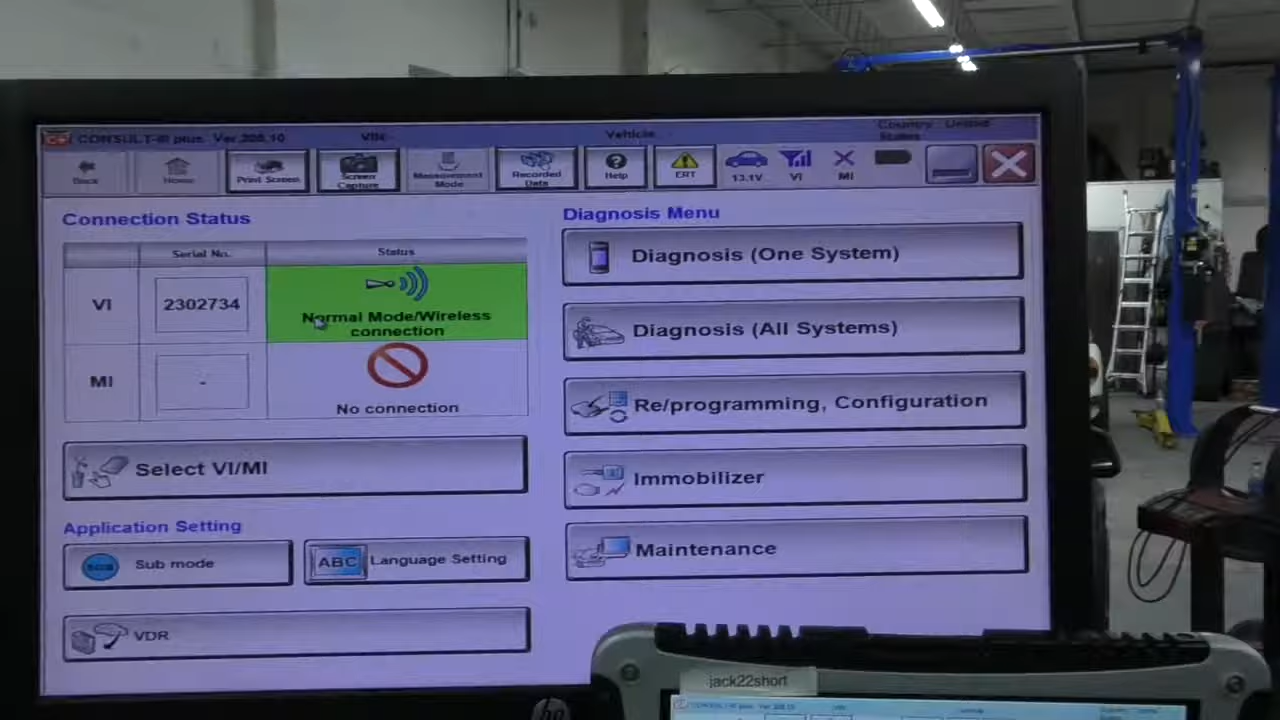 CONSULT-III plus Ver.208.10
VIN:
Vehicle:
Country: United States
Back
Home
Print Screen
Screen Capture
Measurement Mode
Recorded Data
Help
ERT
13.1V
VI
MI
Connection Status
Serial No.
Status
VI
2302734
Normal Mode/Wireless
connection
MI
-
No connection
Select VI/MI
Application Setting
Sub mode
ABC
Language Setting
VDR
Diagnosis Menu
Diagnosis (One System)
Diagnosis (All Systems)
Re/programming, Configuration
Immobilizer
Maintenance
hp
jack22short